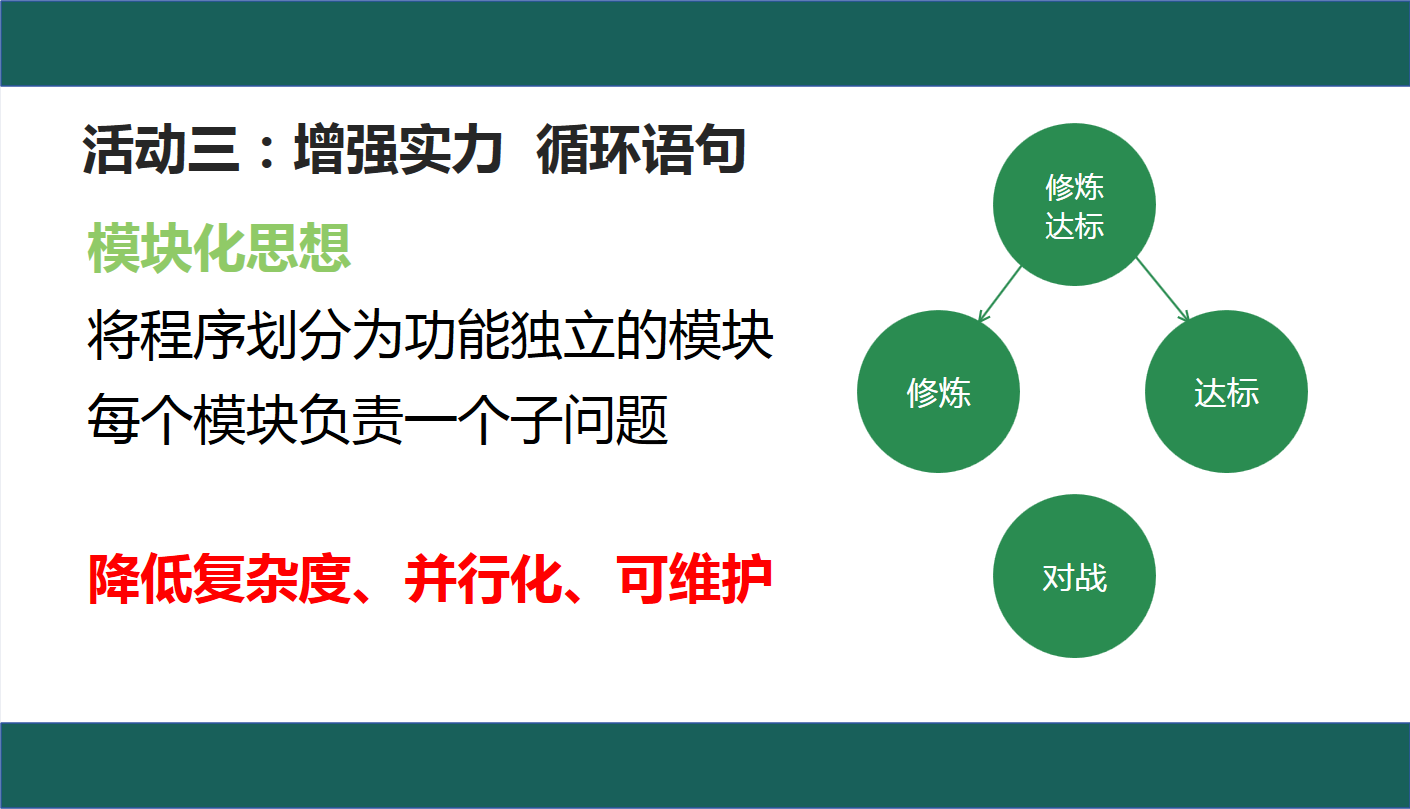 活动三：增强实力 循环语句
模块化思想
将程序划分为功能独立的模块
每个模块负责一个子问题
降低复杂度、并行化、可维护
修炼
达标
修炼
达标
对战